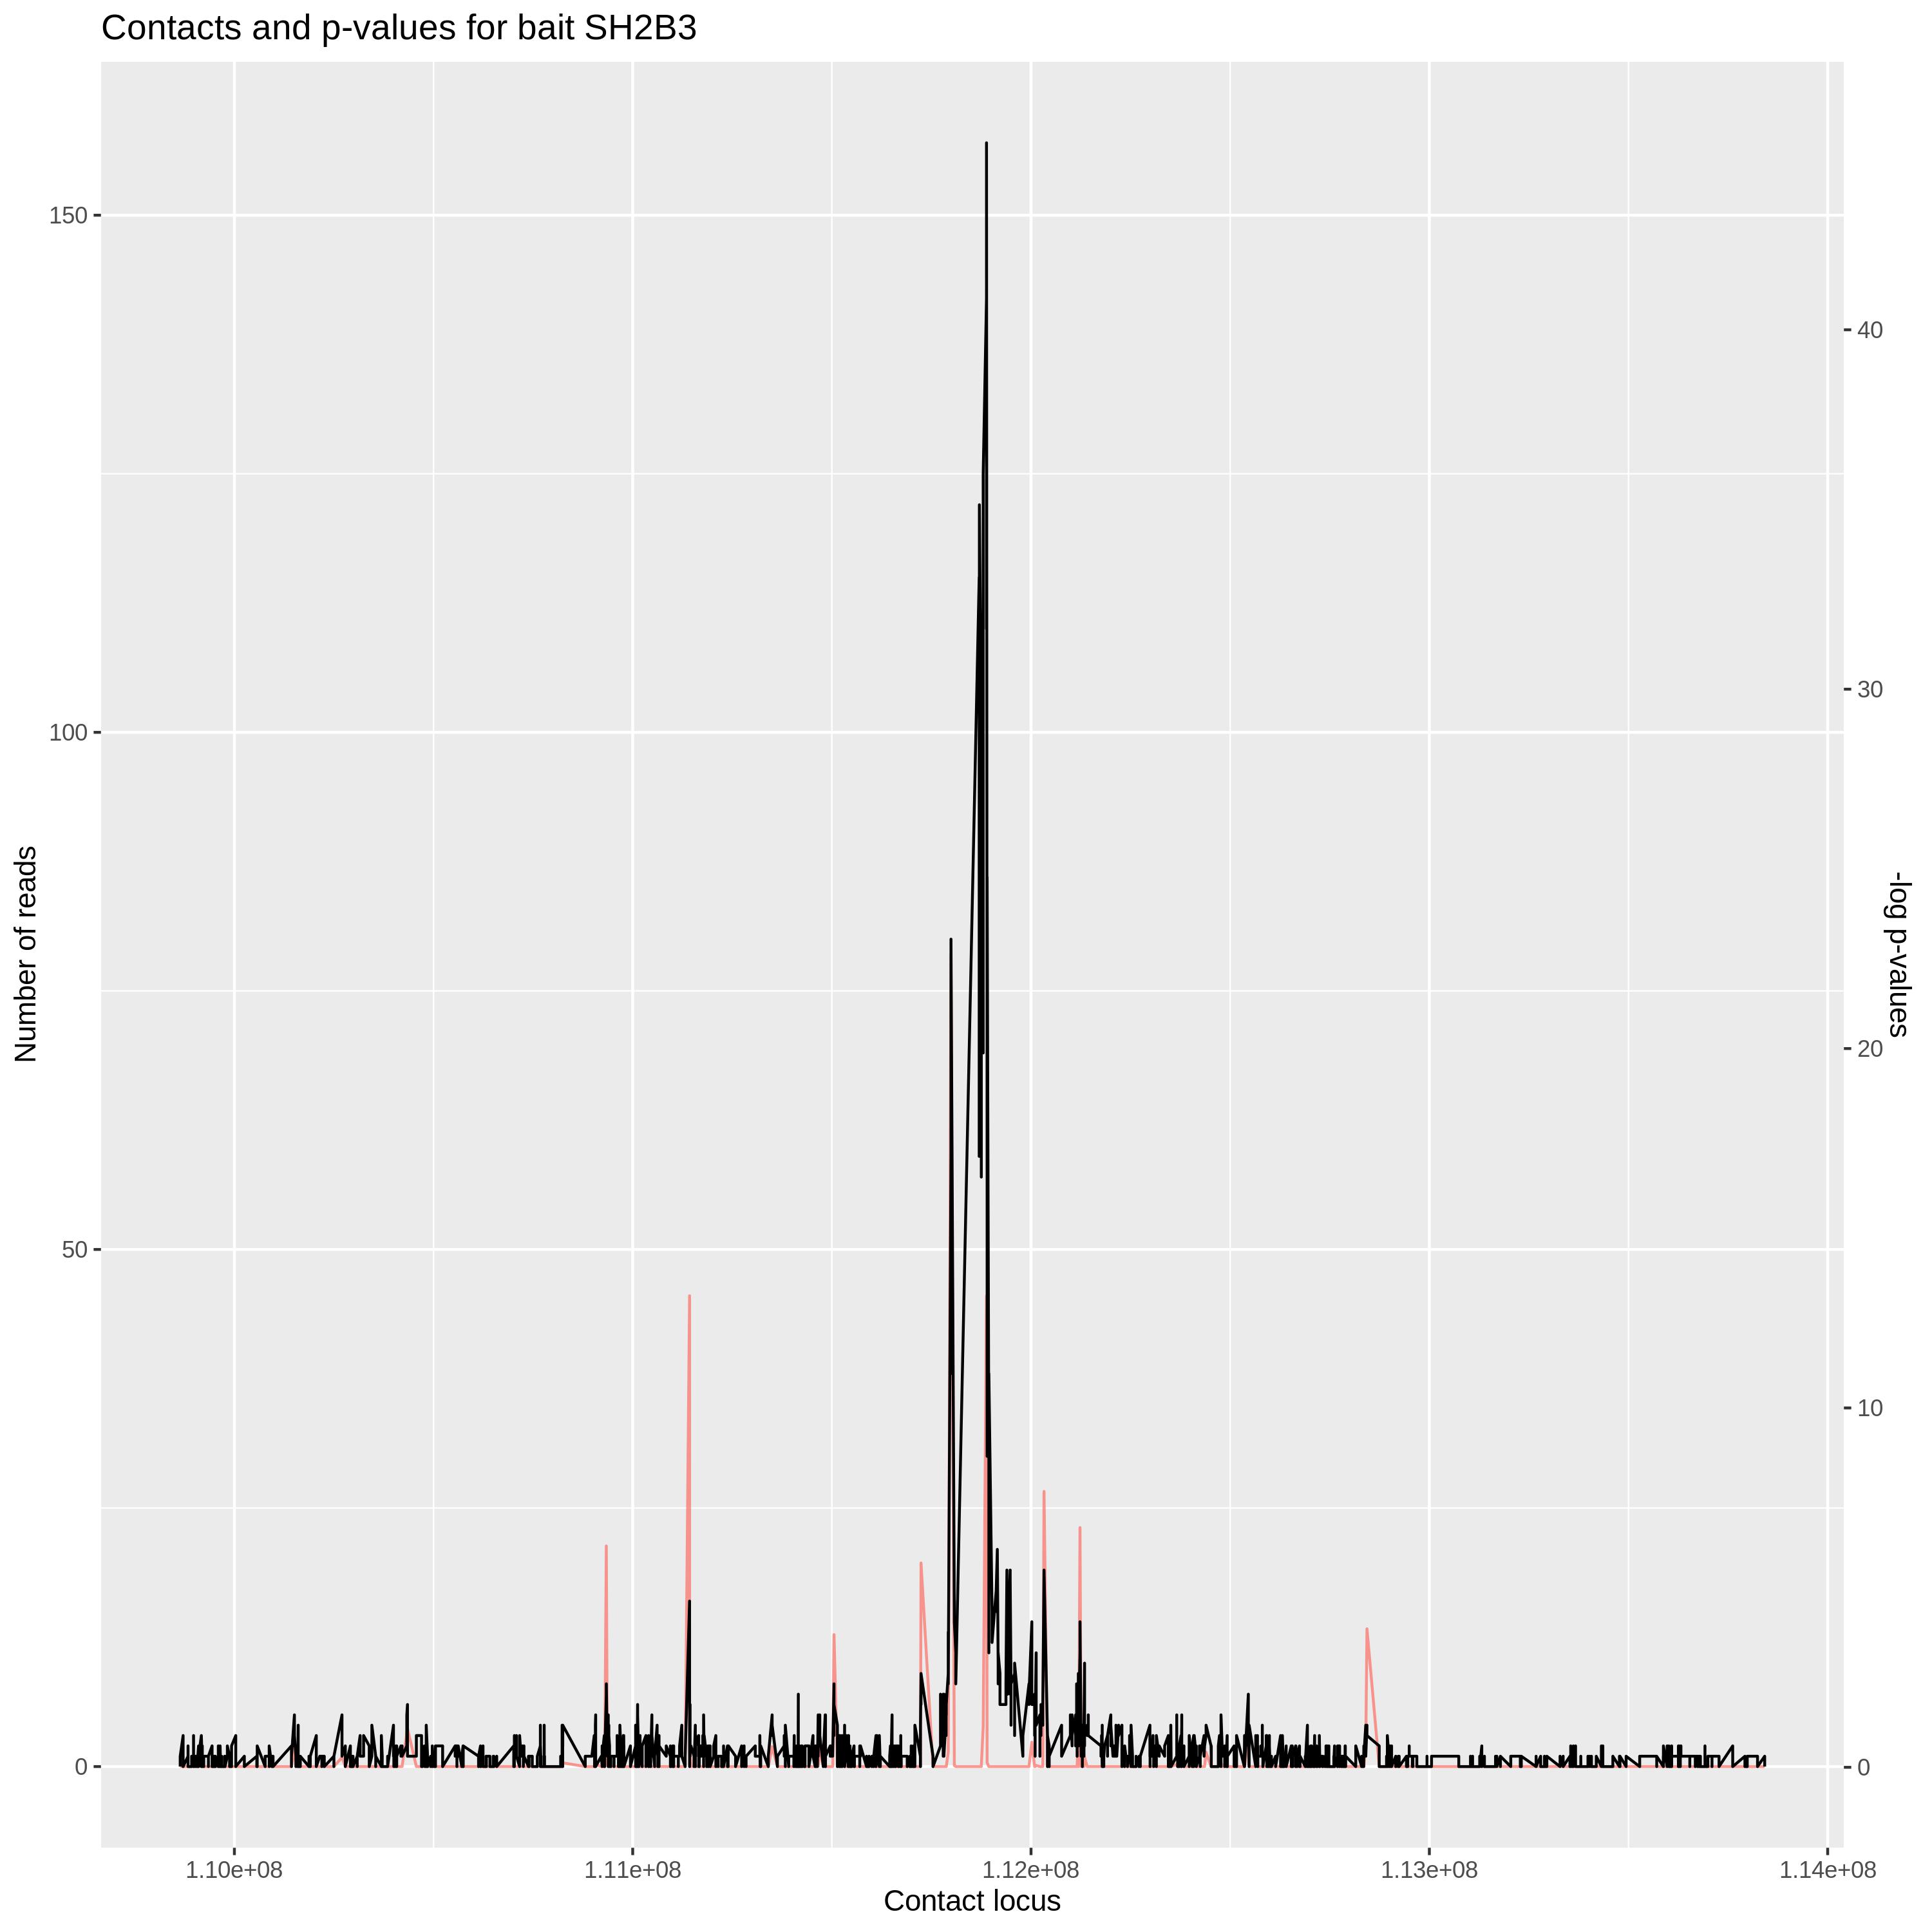 Contacts and p-values for bait SH2B3
150
100
50
0
Number of reads
40
30
20
10
0
-log p-values
1.10e+08 1.11e+08 1.12e+08 1.13e+08 1.14e+08
Contact locus